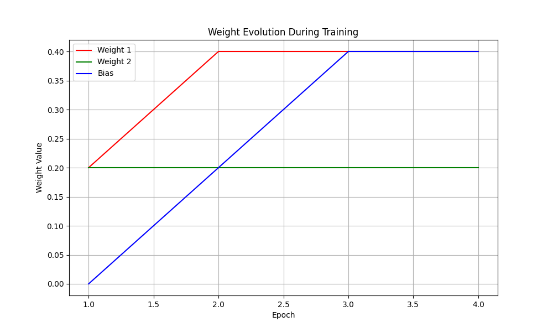 Weight Evolution During Training
Weight 1
Weight 2
Bias
Weight Value
0.40
0.35
0.30
0.25
0.20
0.15
0.10
0.05
0.00
1.0 1.5 2.0 2.5 3.0 3.5 4.0
Epoch